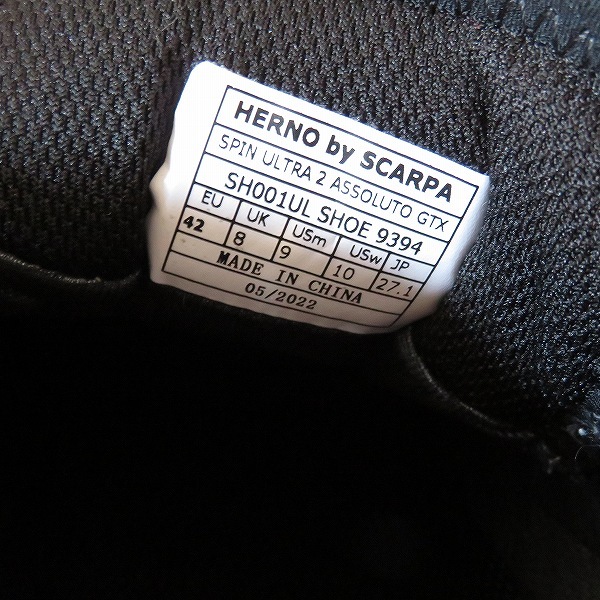 HERNO by SCARPA
SPIN ULTRA 2 ASSOLUTO GTX
SH001UL SHOE 9394
EU UK USm USw JP
42 8 9 10 27.1
MADE IN CHINA
05/2022